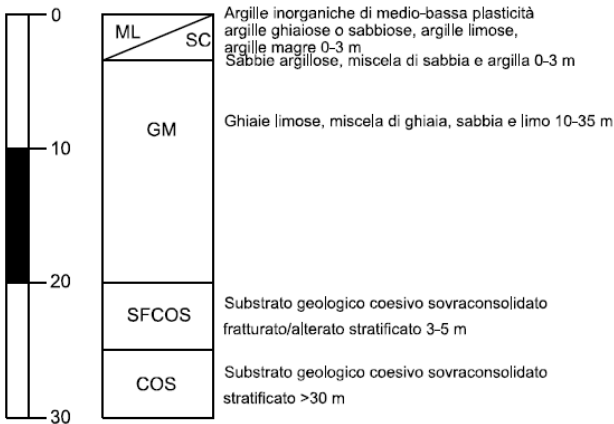 0
ML
SC
Argille inorganiche di medio-bassa plasticità
argille ghiaiose o sabbiose, argille limose,
argille magre 0-3 m
Sabbie argillose, miscela di sabbia e argilla 0-3 m
GM
Ghiaie limose, miscela di ghiaia, sabbia e limo 10-35 m
10
20
SFCOS
Substrato geologico coesivo sovraconsolidato
fratturato/alterato stratificato 3-5 m
COS
Substrato geologico coesivo sovraconsolidato
stratificato >30 m
30